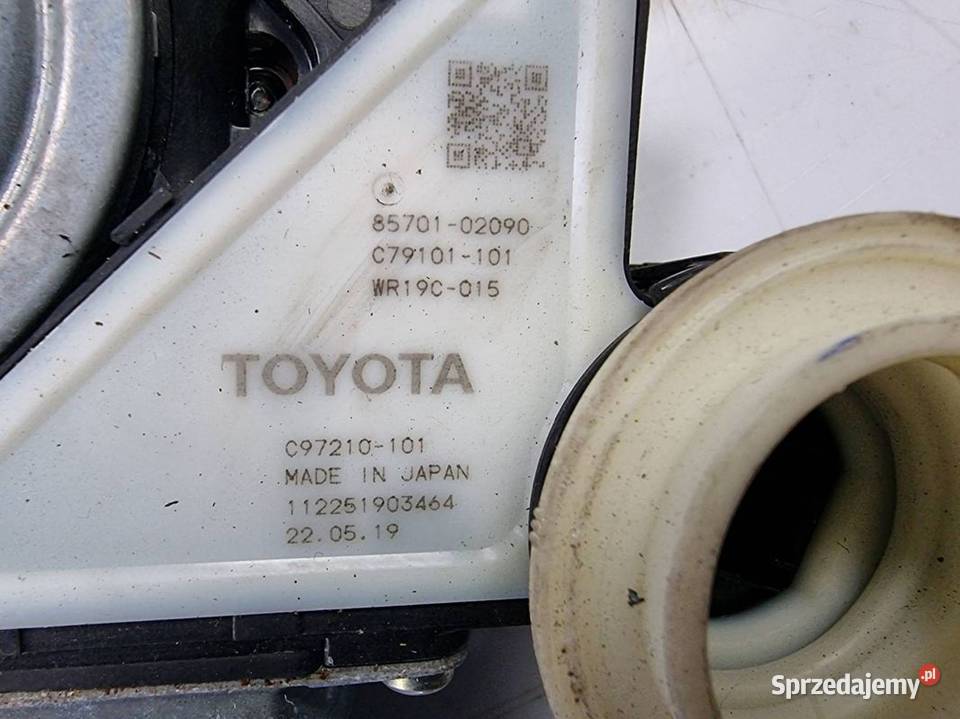 85701-02090
C79101-101
WR19C-015
TOYOTA
C97210-101
MADE IN JAPAN
112251903464
22.05.19
Sprzedajemy.pl